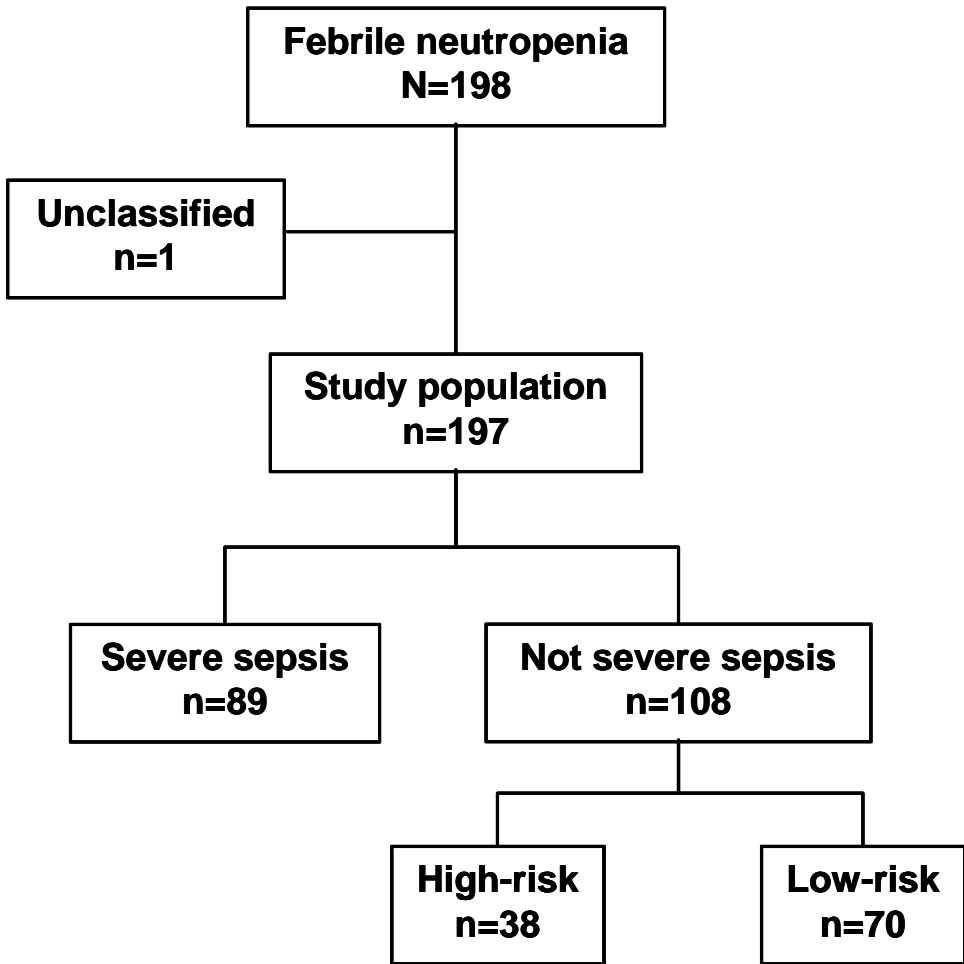 Febrile neutropenia
N=198
Unclassified
n=1
Study population
n=197
Severe sepsis
n=89
Not severe sepsis
n=108
High-risk
n=38
Low-risk
n=70